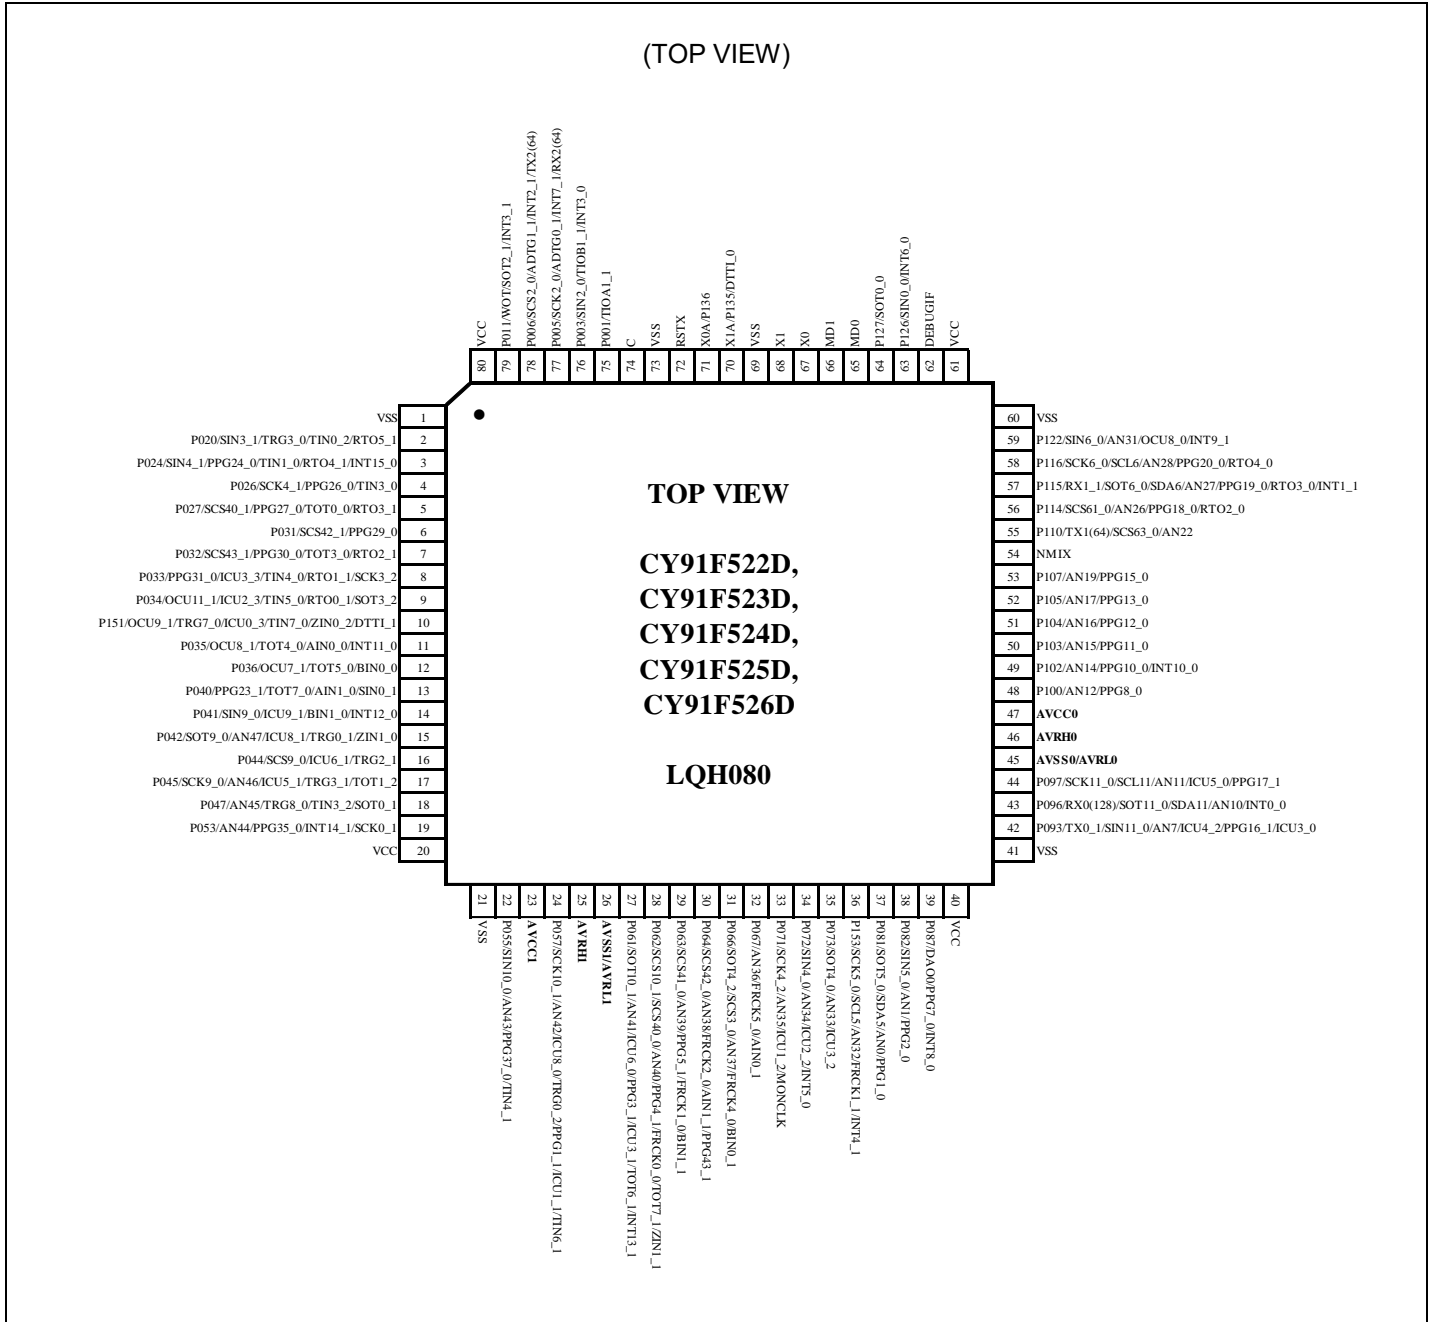 (TOP VIEW)
VCC
P011/WOT/SOT2_1/INT3_1
P006/SCS2_0/ADTG1_1/INT2_1/TX2(64)
P005/SCK2_0/ADTG0_1/INT7_1/RX2(64)
P003/SIN2_0/TIOB1_1/INT3_0
P001/TIOA1_1
C
VSS
RSTX
X0A/P136
X1A/P135/DTTI_0
VSS
X1
X0
MD1
MD0
P127/SOT0_0
P126/SIN0_0/INT6_0
DEBUGIF
VCC
80 79 78 77 76 75 74 73 72 71 70 69 68 67 66 65 64 63 62 61
VSS 1
P020/SIN3_1/TRG3_0/TIN0_2/RTO5_1 2
P024/SIN4_1/PPG24_0/TIN1_0/RTO4_1/INT15_0 3
P026/SCK4_1/PPG26_0/TIN3_0 4
P027/SCS40_1/PPG27_0/TOT0_0/RTO3_1 5
P031/SCS42_1/PPG29_0 6
P032/SCS43_1/PPG30_0/TOT3_0/RTO2_1 7
P033/PPG31_0/ICU3_3/TIN4_0/RTO1_1/SCK3_2 8
P034/OCU11_1/ICU2_3/TIN5_0/RTO0_1/SOT3_2 9
P151/OCU9_1/TRG7_0/ICU0_3/TIN7_0/ZIN0_2/DTTI_1 10
P035/OCU8_1/TOT4_0/AIN0_0/INT11_0 11
P036/OCU7_1/TOT5_0/BIN0_0 12
P040/PPG23_1/TOT7_0/AIN1_0/SIN0_1 13
P041/SIN9_0/ICU9_1/BIN1_0/INT12_0 14
P042/SOT9_0/AN47/ICU8_1/TRG0_1/ZIN1_0 15
P044/SCS9_0/ICU6_1/TRG2_1 16
P045/SCK9_0/AN46/ICU5_1/TRG3_1/TOT1_2 17
P047/AN45/TRG8_0/TIN3_2/SOT0_1 18
P053/AN44/PPG35_0/INT14_1/SCK0_1 19
VCC 20
TOP VIEW
CY91F522D,
CY91F523D,
CY91F524D,
CY91F525D,
CY91F526D
LQH080
60 VSS
59 P122/SIN6_0/AN31/OCU8_0/INT9_1
58 P116/SCK6_0/SCL6/AN28/PPG20_0/RTO4_0
57 P115/RX1_1/SOT6_0/SDA6/AN27/PPG19_0/RTO3_0/INT1_1
56 P114/SCS61_0/AN26/PPG18_0/RTO2_0
55 P110/TX1(64)/SCS63_0/AN22
54 NMIX
53 P107/AN19/PPG15_0
52 P105/AN17/PPG13_0
51 P104/AN16/PPG12_0
50 P103/AN15/PPG11_0
49 P102/AN14/PPG10_0/INT10_0
48 P100/AN12/PPG8_0
47 AVCC0
46 AVRH0
45 AVSS0/AVRL0
44 P097/SCK11_0/SCL11/AN11/ICU5_0/PPG17_1
43 P096/RX0(128)/SOT11_0/SDA11/AN10/INT0_0
42 P093/TX0_1/SIN11_0/AN7/ICU4_2/PPG16_1/ICU3_0
41 VSS
21 22 23 24 25 26 27 28 29 30 31 32 33 34 35 36 37 38 39 40
VSS
P055/SIN10_0/AN43/PPG37_0/TIN4_1
AVCC1
P057/SCK10_1/AN42/ICU8_0/TRG0_2/PPG1_1/ICU1_1/TIN6_1
AVRH1
AVSS1/AVRL1
P061/SOT10_1/AN41/ICU6_0/PPG3_1/ICU3_1/TOT6_1/INT13_1
P062/SCS10_1/SCS40_0/AN40/PPG4_1/FRCK0_0/TOT7_1/ZIN1_1
P063/SCS41_0/AN39/PPG5_1/FRCK1_0/BIN1_1
P064/SCS42_0/AN38/FRCK2_0/AIN1_1/PPG43_1
P066/SOT4_2/SCS3_0/AN37/FRCK4_0/BIN0_1
P067/AN36/FRCK5_0/AIN0_1
P071/SCK4_2/AN35/ICU1_2/MONCLK
P072/SIN4_0/AN34/ICU2_2/INT5_0
P073/SOT4_0/AN33/ICU3_2
P153/SCK5_0/SCL5/AN32/FRCK1_1/INT4_1
P081/SOT5_0/SDA5/AN0/PPG1_0
P082/SIN5_0/AN1/PPG2_0
P087/DAO0/PPG7_0/INT8_0
VCC